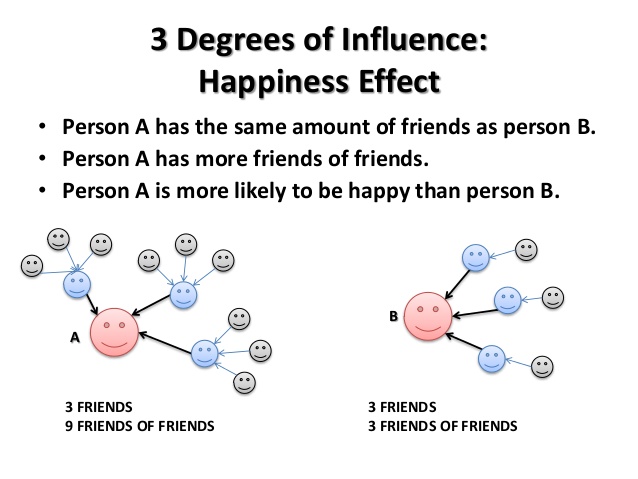 3 Degrees of Influence:
Happiness Effect
• Person A has the same amount of friends as person B.
• Person A has more friends of friends.
• Person A is more likely to be happy than person B.
A
B
3 FRIENDS
9 FRIENDS OF FRIENDS
3 FRIENDS
3 FRIENDS OF FRIENDS